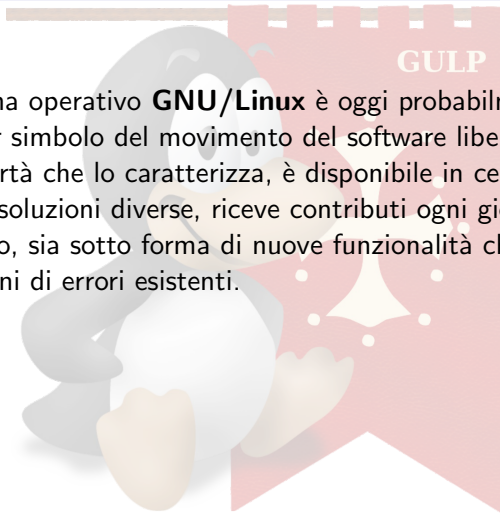 GULP
ma operativo GNU/Linux è oggi probabilm
r simbolo del movimento del software libe
rtà che lo caratterizza, è disponibile in ce
soluzioni diverse, riceve contributi ogni gio
o, sia sotto forma di nuove funzionalità ch
ni di errori esistenti.